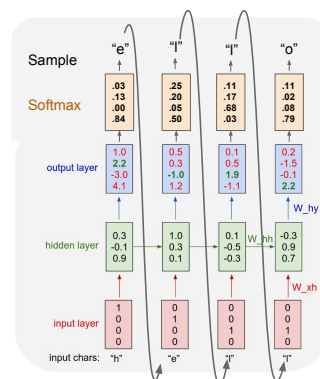 Sample "e" "l" "l" "o"
Softmax
.03 .25 .11 .11
.13 .20 .17 .02
.00 .05 .68 .08
.84 .50 .03 .79
output layer
1.0 0.5 0.1 0.2
2.2 0.3 0.5 -1.5
-3.0 -1.0 1.9 -0.1
4.1 1.2 -1.1 2.2
W_hy
hidden layer
0.3 1.0 0.1 -0.3
-0.1 0.3 -0.5 0.9
0.9 0.1 -0.3 0.7
W_hh
W_xh
input layer
1 0 0 0
0 1 0 0
0 0 1 1
0 0 0 0
input chars: "h" "e" "l" "l"